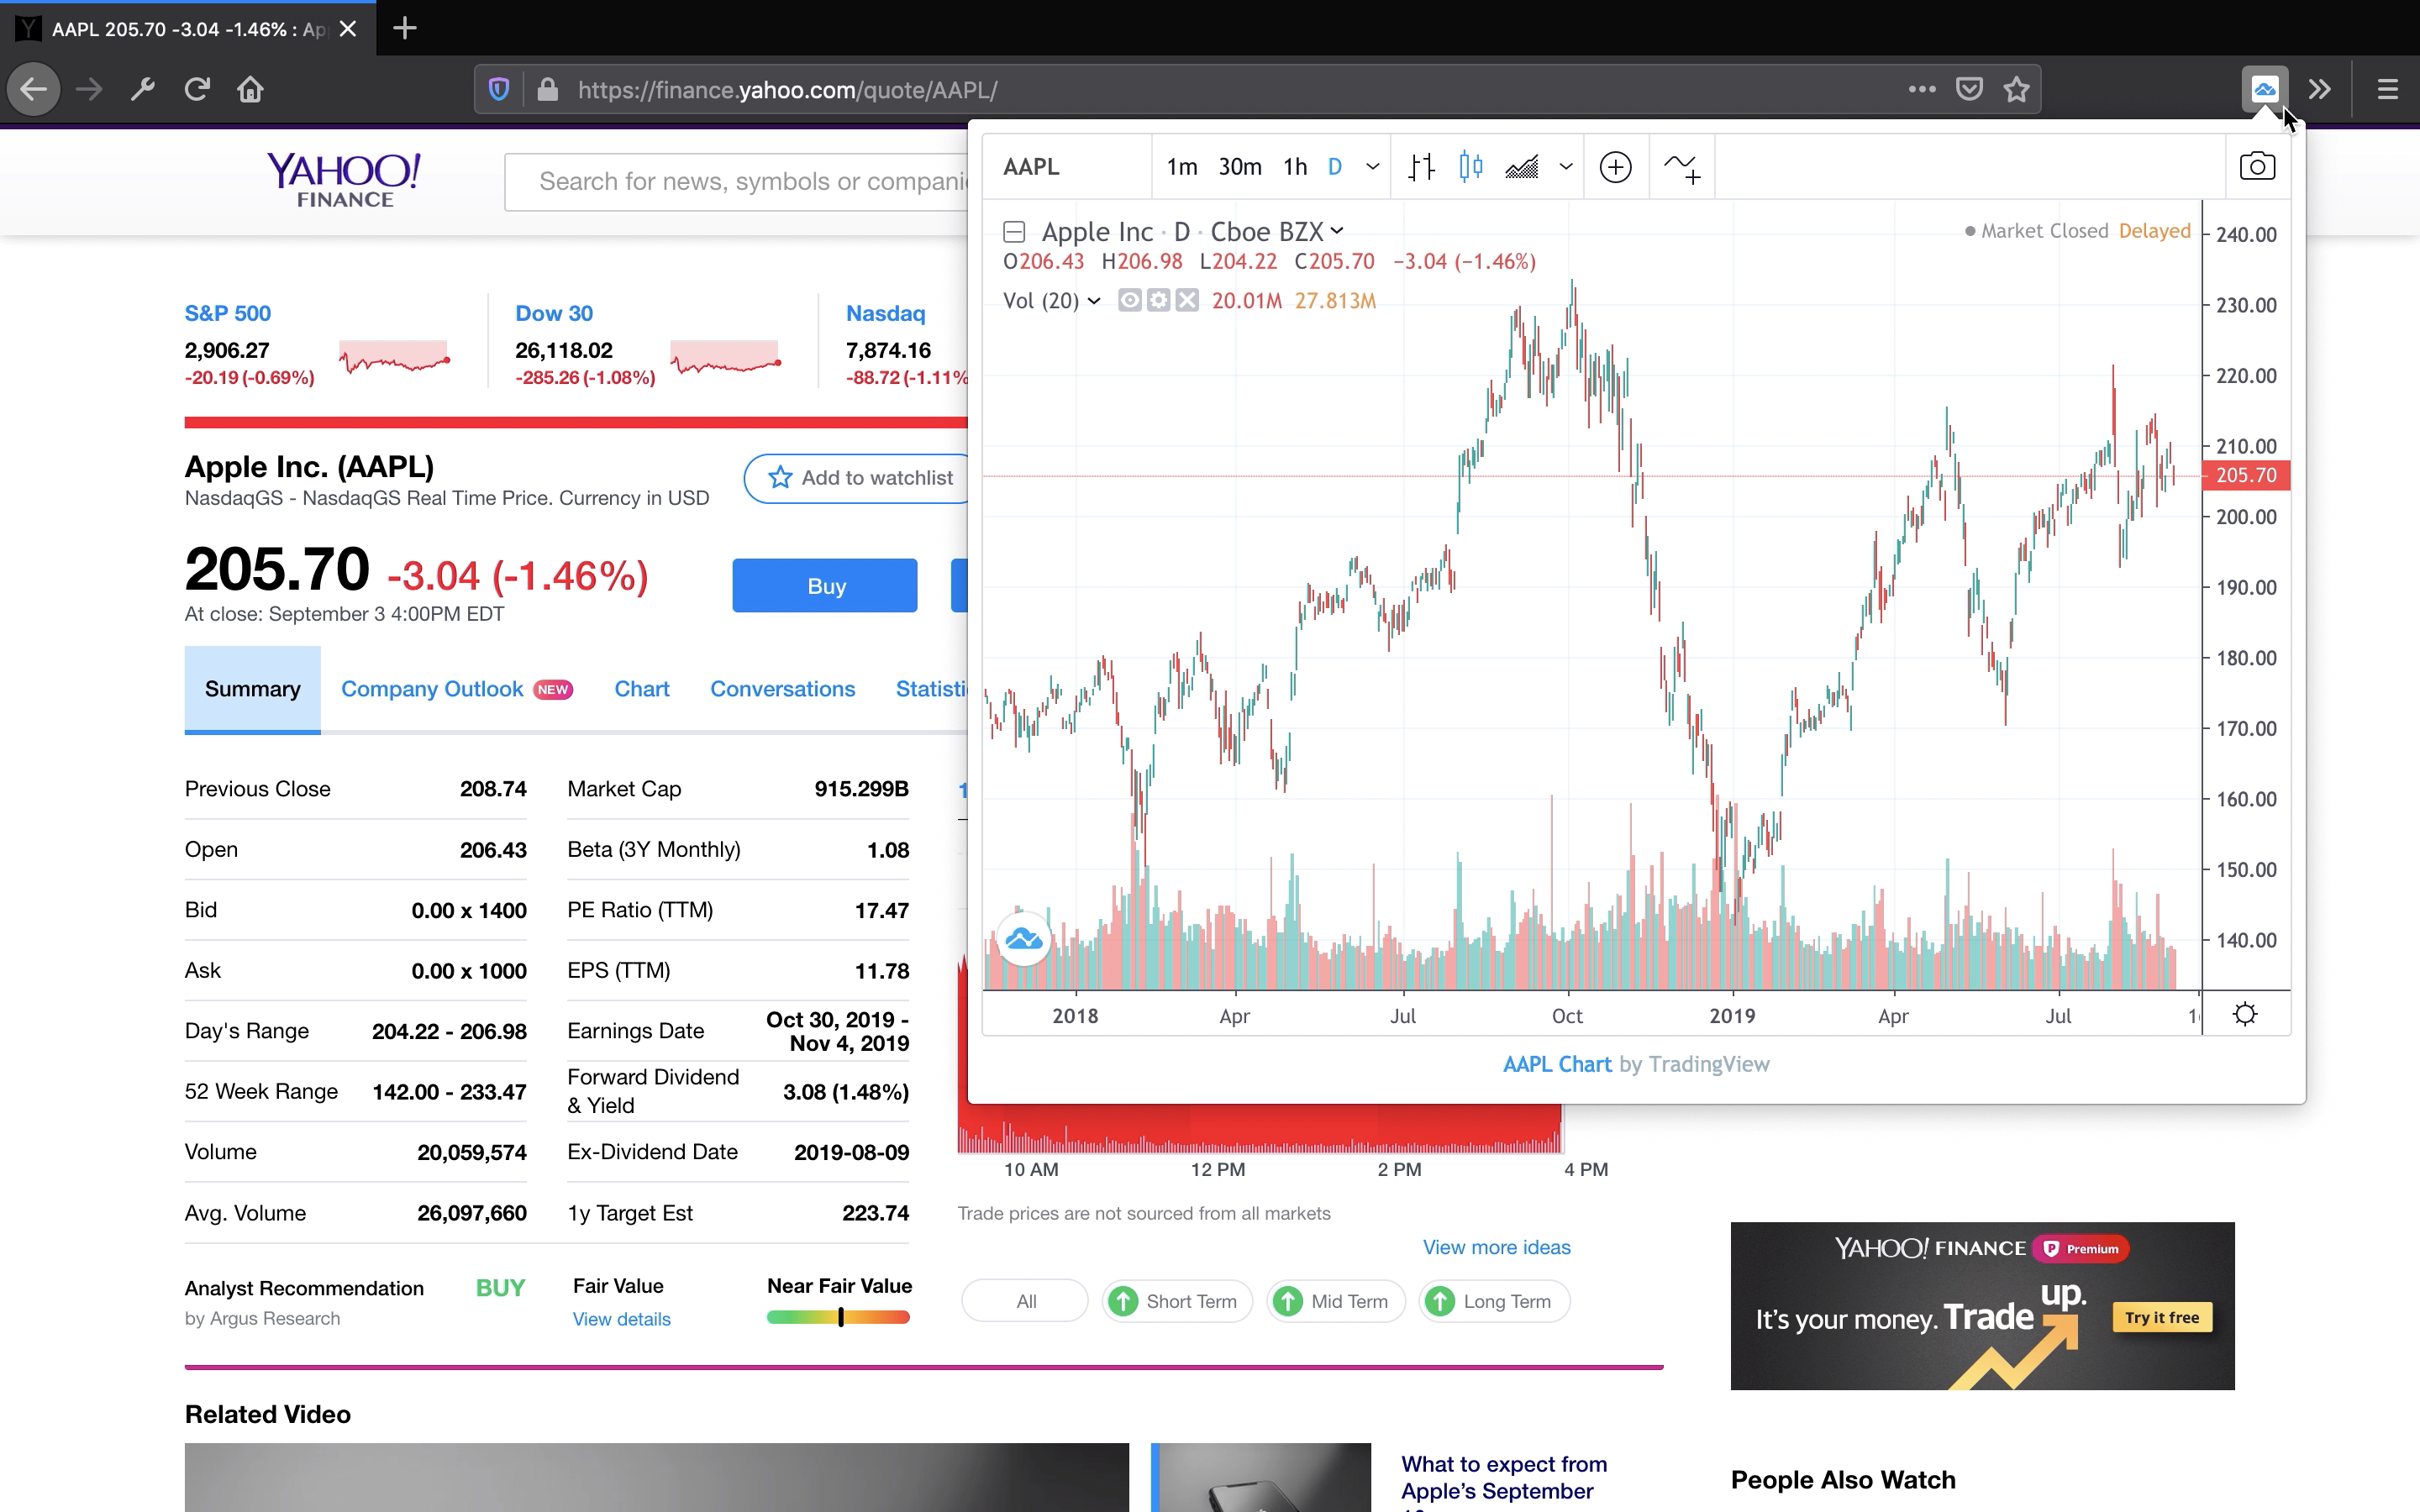 AAPL 205.70 -3.04 -1.46% : Ap
https://finance.yahoo.com/quote/AAPL/
YAHOO!
FINANCE
Search for news, symbols or compani
S&P 500
2,906.27
-20.19 (-0.69%)
Dow 30
26,118.02
-285.26 (-1.08%)
Nasdaq
7,874.16
-88.72 (-1.11%
Apple Inc. (AAPL)
NasdaqGS - NasdaqGS Real Time Price. Currency in USD
Add to watchlist
205.70 -3.04 (-1.46%)
At close: September 3 4:00PM EDT
Buy
Summary
Company Outlook NEW
Chart
Conversations
Statisti
Previous Close 208.74
Open 206.43
Bid 0.00 x 1400
Ask 0.00 x 1000
Day's Range 204.22 - 206.98
52 Week Range 142.00 - 233.47
Volume 20,059,574
Avg. Volume 26,097,660
Market Cap 915.299B
Beta (3Y Monthly) 1.08
PE Ratio (TTM) 17.47
EPS (TTM) 11.78
Earnings Date Oct 30, 2019 -
Nov 4, 2019
Forward Dividend
& Yield 3.08 (1.48%)
Ex-Dividend Date 2019-08-09
1y Target Est 223.74
Analyst Recommendation BUY
by Argus Research
Fair Value
View details
Near Fair Value
AAPL
1m 30m 1h D
Apple Inc · D · Cboe BZX
Market Closed Delayed
O206.43 H206.98 L204.22 C205.70 −3.04 (−1.46%)
Vol (20) 20.01M 27.813M
240.00
230.00
220.00
210.00
205.70
200.00
190.00
180.00
170.00
160.00
150.00
140.00
2018 Apr Jul Oct 2019 Apr Jul 1
AAPL Chart by TradingView
10 AM 12 PM 2 PM 4 PM
Trade prices are not sourced from all markets
View more ideas
All
Short Term
Mid Term
Long Term
YAHOO! FINANCE Premium
It's your money. Trade up.
Try it free
Related Video
What to expect from
Apple's September
People Also Watch